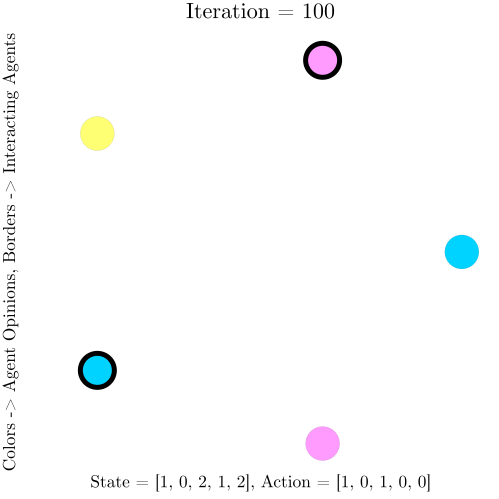 Iteration = 100
Colors -> Agent Opinions, Borders -> Interacting Agents
State = [1, 0, 2, 1, 2], Action = [1, 0, 1, 0, 0]